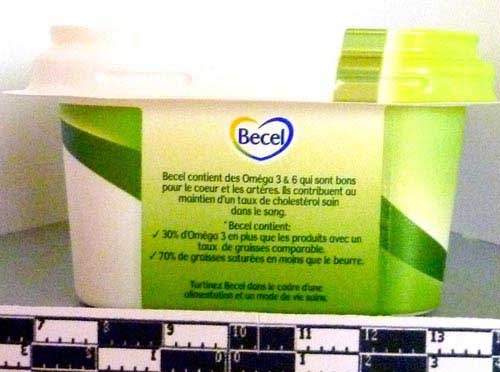 Becel
Becel contient des Oméga 3 & 6 qui sont bons
pour le coeur et les artères. Ils contribuent au
maintien d'un taux de cholestérol sain
dans le sang.
*Becel contient:
✓ 30% d'Oméga 3 en plus que les produits avec un
taux de graisses comparable.
✓ 70% de graisses saturées en moins que le beurre.
Tartinez Becel dans le cadre d'une
alimentation et un mode de vie sains.
7 8 9 10 11 12 13